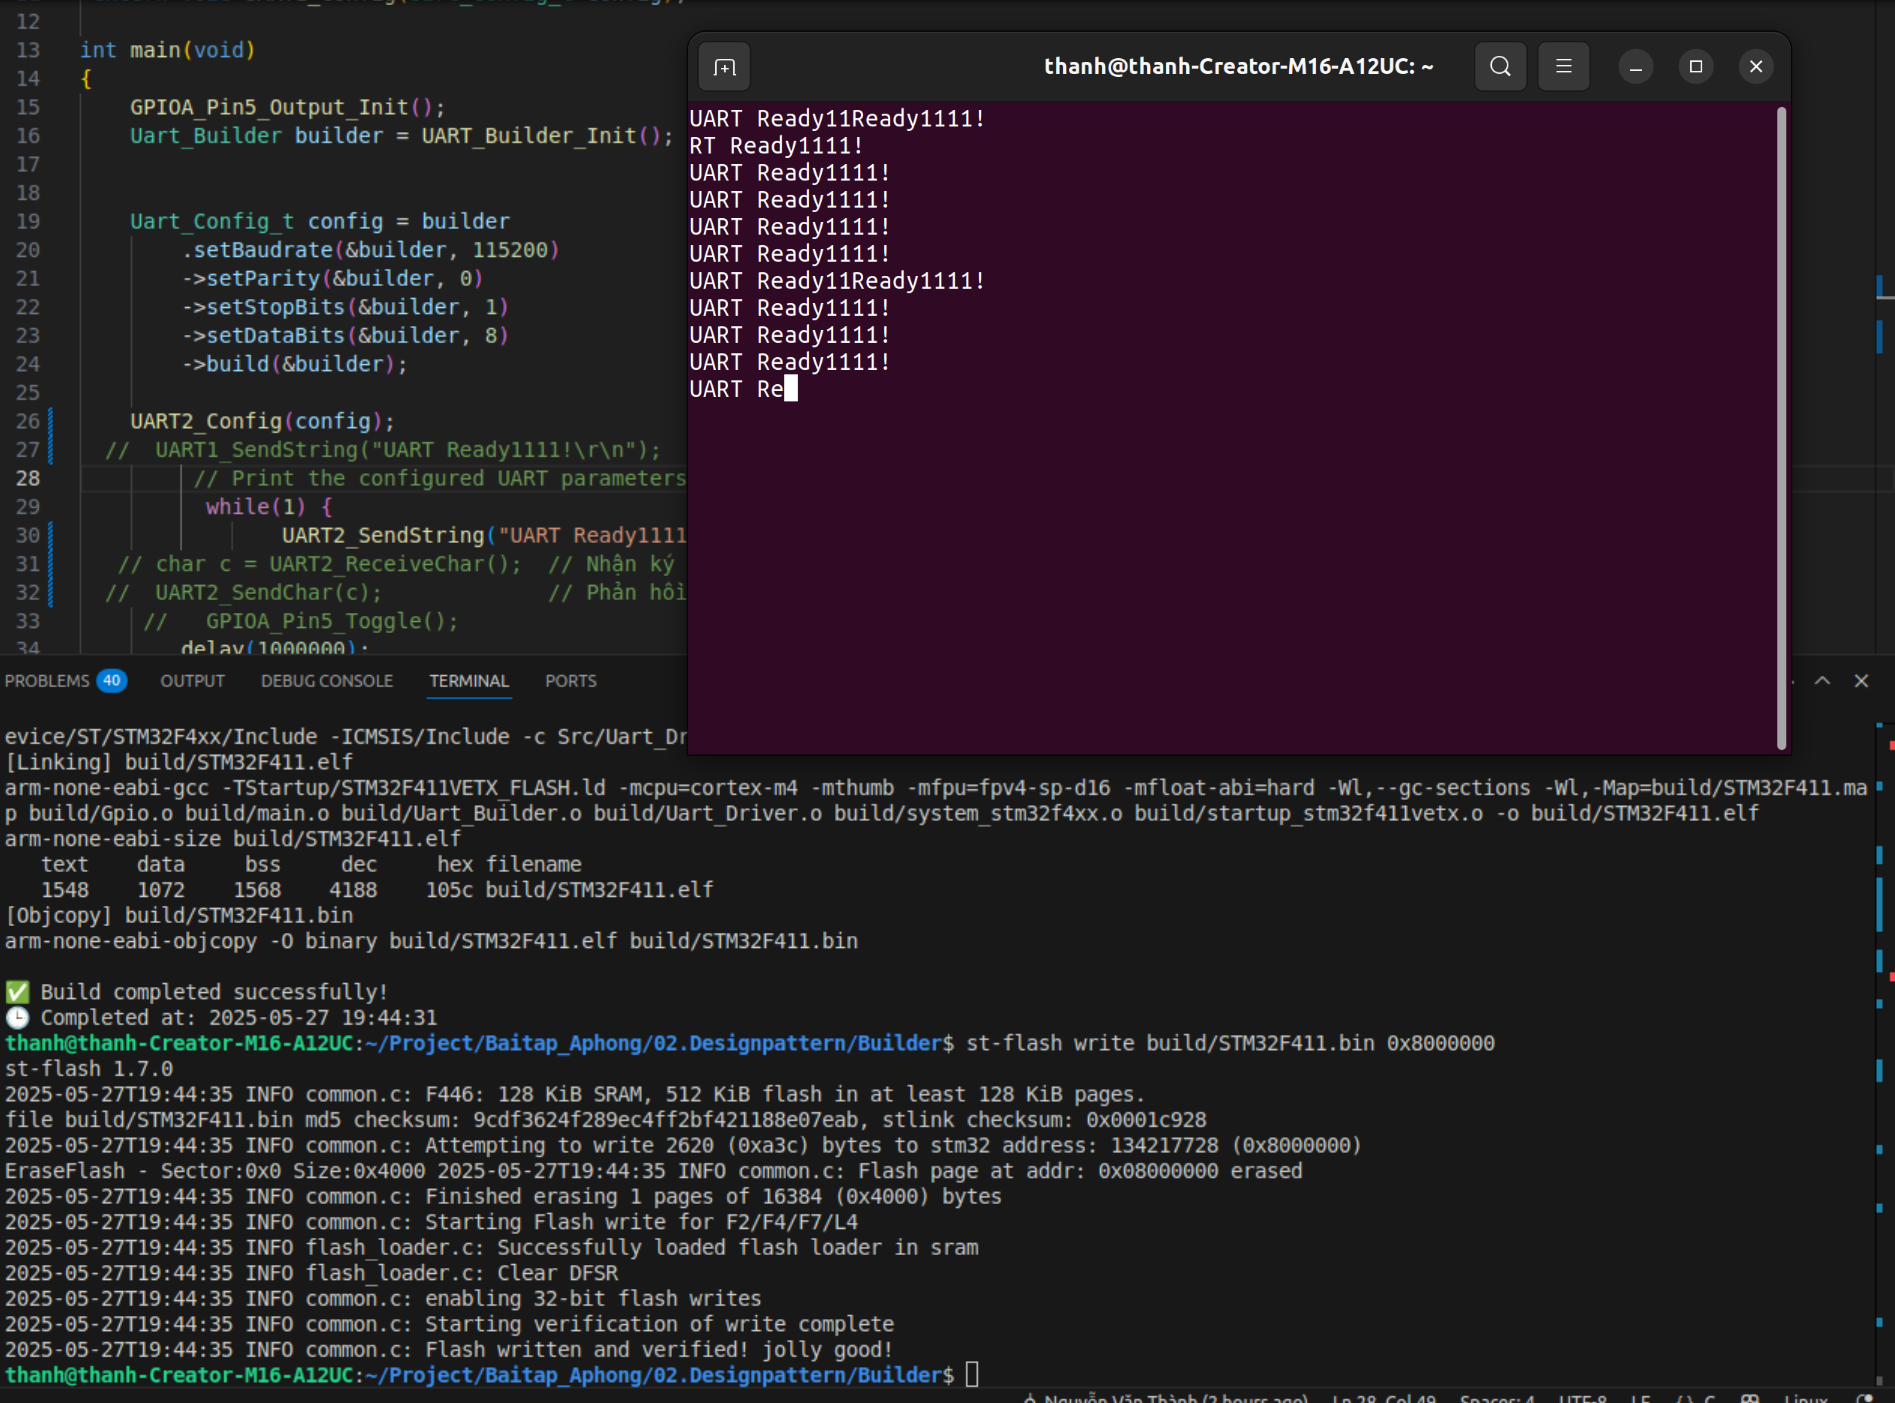 12
13 int main(void)
14 {
15 GPIOA_Pin5_Output_Init();
16 Uart_Builder builder = UART_Builder_Init();
17
18
19 Uart_Config_t config = builder
20 .setBaudrate(&builder, 115200)
21 ->setParity(&builder, 0)
22 ->setStopBits(&builder, 1)
23 ->setDataBits(&builder, 8)
24 ->build(&builder);
25
26 UART2_Config(config);
27 // UART1_SendString("UART Ready1111!\r\n");
28 // Print the configured UART parameters
29 while(1) {
30 UART2_SendString("UART Ready1111
31 // char c = UART2_ReceiveChar(); // Nhận ký
32 // UART2_SendChar(c); // Phản hồi
33 // GPIOA_Pin5_Toggle();
34 delay(1000000);
thanh@thanh-Creator-M16-A12UC: ~
UART Ready11Ready1111!
RT Ready1111!
UART Ready1111!
UART Ready1111!
UART Ready1111!
UART Ready1111!
UART Ready11Ready1111!
UART Ready1111!
UART Ready1111!
UART Ready1111!
UART Re
PROBLEMS 40 OUTPUT DEBUG CONSOLE TERMINAL PORTS
evice/ST/STM32F4xx/Include -ICMSIS/Include -c Src/Uart_Dr
[Linking] build/STM32F411.elf
arm-none-eabi-gcc -TStartup/STM32F411VETX_FLASH.ld -mcpu=cortex-m4 -mthumb -mfpu=fpv4-sp-d16 -mfloat-abi=hard -Wl,--gc-sections -Wl,-Map=build/STM32F411.ma
p build/Gpio.o build/main.o build/Uart_Builder.o build/Uart_Driver.o build/system_stm32f4xx.o build/startup_stm32f411vetx.o -o build/STM32F411.elf
arm-none-eabi-size build/STM32F411.elf
text data bss dec hex filename
1548 1072 1568 4188 105c build/STM32F411.elf
[Objcopy] build/STM32F411.bin
arm-none-eabi-objcopy -O binary build/STM32F411.elf build/STM32F411.bin
✅ Build completed successfully!
🕒 Completed at: 2025-05-27 19:44:31
thanh@thanh-Creator-M16-A12UC:~/Project/Baitap_Aphong/02.Designpattern/Builder$ st-flash write build/STM32F411.bin 0x8000000
st-flash 1.7.0
2025-05-27T19:44:35 INFO common.c: F446: 128 KiB SRAM, 512 KiB flash in at least 128 KiB pages.
file build/STM32F411.bin md5 checksum: 9cdf3624f289ec4ff2bf421188e07eab, stlink checksum: 0x0001c928
2025-05-27T19:44:35 INFO common.c: Attempting to write 2620 (0xa3c) bytes to stm32 address: 134217728 (0x8000000)
EraseFlash - Sector:0x0 Size:0x4000 2025-05-27T19:44:35 INFO common.c: Flash page at addr: 0x08000000 erased
2025-05-27T19:44:35 INFO common.c: Finished erasing 1 pages of 16384 (0x4000) bytes
2025-05-27T19:44:35 INFO common.c: Starting Flash write for F2/F4/F7/L4
2025-05-27T19:44:35 INFO flash_loader.c: Successfully loaded flash loader in sram
2025-05-27T19:44:35 INFO flash_loader.c: Clear DFSR
2025-05-27T19:44:35 INFO common.c: enabling 32-bit flash writes
2025-05-27T19:44:35 INFO common.c: Starting verification of write complete
2025-05-27T19:44:35 INFO common.c: Flash written and verified! jolly good!
thanh@thanh-Creator-M16-A12UC:~/Project/Baitap_Aphong/02.Designpattern/Builder$
Nguyễn Văn Thành (2 hours ago) Ln 28, Col 49 Spaces: 4 UTF-8 LF {} C Linux